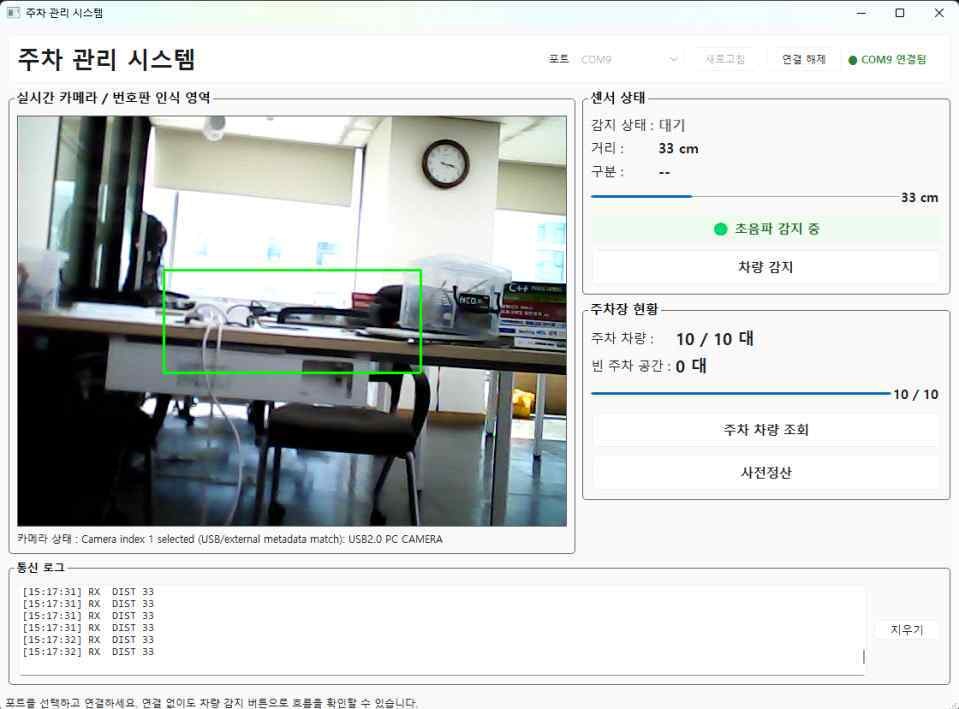 주차 관리 시스템
주차 관리 시스템
포트 COM9 새로고침 연결 해제 COM9 연결됨
실시간 카메라 / 번호판 인식 영역
C++
카메라 상태 : Camera index 1 selected (USB/external metadata match): USB2.0 PC CAMERA
센서 상태
감지 상태 : 대기
거리 : 33 cm
구분 : --
33 cm
초음파 감지 중
차량 감지
주차장 현황
주차 차량 : 10 / 10 대
빈 주차 공간 : 0 대
10 / 10
주차 차량 조회
사전정산
통신 로그
[15:17:31] RX DIST 33
[15:17:31] RX DIST 33
[15:17:31] RX DIST 33
[15:17:31] RX DIST 33
[15:17:32] RX DIST 33
[15:17:32] RX DIST 33
지우기
포트를 선택하고 연결하세요. 연결 없이도 차량 감지 버튼으로 흐름을 확인할 수 있습니다.